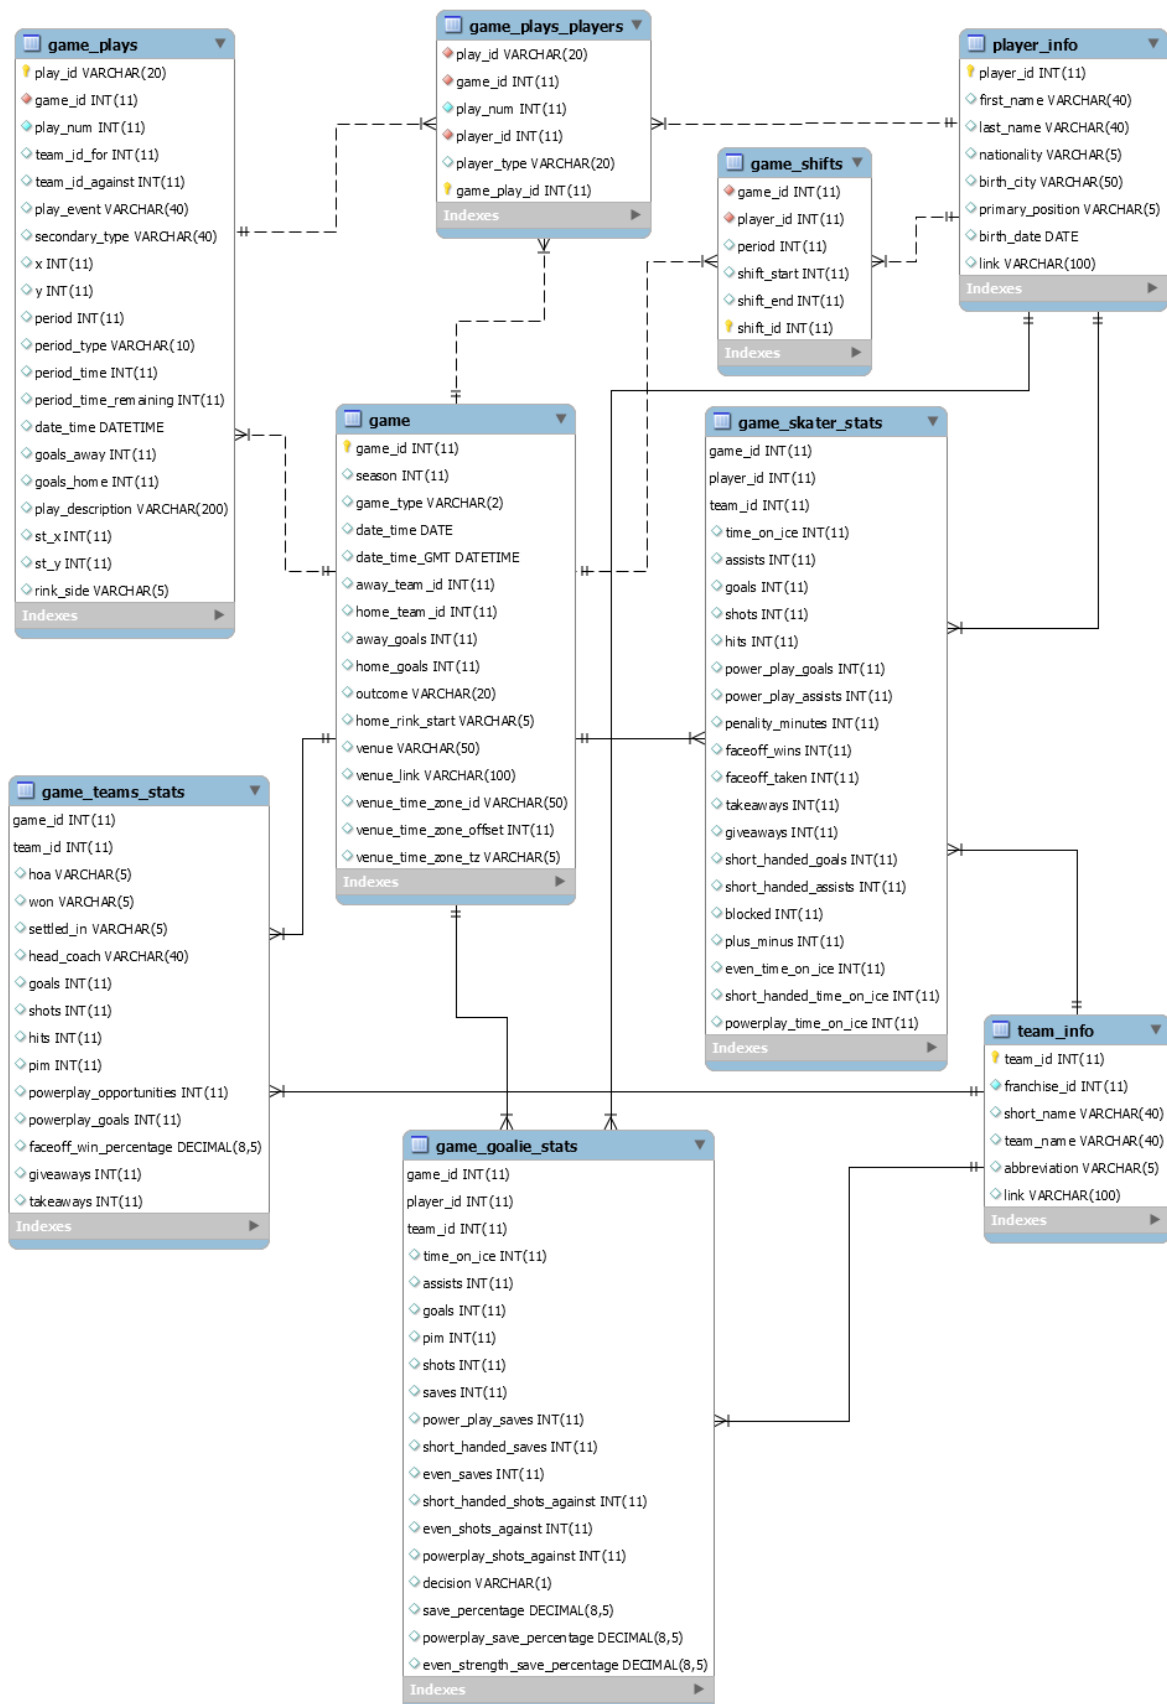 game_plays
play_id VARCHAR(20)
game_id INT(11)
play_num INT(11)
team_id_for INT(11)
team_id_against INT(11)
play_event VARCHAR(40)
secondary_type VARCHAR(40)
x INT(11)
y INT(11)
period INT(11)
period_type VARCHAR(10)
period_time INT(11)
period_time_remaining INT(11)
date_time DATETIME
goals_away INT(11)
goals_home INT(11)
play_description VARCHAR(200)
st_x INT(11)
st_y INT(11)
rink_side VARCHAR(5)
Indexes
game_plays_players
play_id VARCHAR(20)
game_id INT(11)
play_num INT(11)
player_id INT(11)
player_type VARCHAR(20)
game_play_id INT(11)
Indexes
player_info
player_id INT(11)
first_name VARCHAR(40)
last_name VARCHAR(40)
nationality VARCHAR(5)
birth_city VARCHAR(50)
primary_position VARCHAR(5)
birth_date DATE
link VARCHAR(100)
Indexes
game_shifts
game_id INT(11)
player_id INT(11)
period INT(11)
shift_start INT(11)
shift_end INT(11)
shift_id INT(11)
Indexes
game
game_id INT(11)
season INT(11)
game_type VARCHAR(2)
date_time DATE
date_time_GMT DATETIME
away_team_id INT(11)
home_team_id INT(11)
away_goals INT(11)
home_goals INT(11)
outcome VARCHAR(20)
home_rink_start VARCHAR(5)
venue VARCHAR(50)
venue_link VARCHAR(100)
venue_time_zone_id VARCHAR(50)
venue_time_zone_offset INT(11)
venue_time_zone_tz VARCHAR(5)
Indexes
game_skater_stats
game_id INT(11)
player_id INT(11)
team_id INT(11)
time_on_ice INT(11)
assists INT(11)
goals INT(11)
shots INT(11)
hits INT(11)
power_play_goals INT(11)
power_play_assists INT(11)
penality_minutes INT(11)
faceoff_wins INT(11)
faceoff_taken INT(11)
takeaways INT(11)
giveaways INT(11)
short_handed_goals INT(11)
short_handed_assists INT(11)
blocked INT(11)
plus_minus INT(11)
even_time_on_ice INT(11)
short_handed_time_on_ice INT(11)
powerplay_time_on_ice INT(11)
Indexes
game_teams_stats
game_id INT(11)
team_id INT(11)
hoa VARCHAR(5)
won VARCHAR(5)
settled_in VARCHAR(5)
head_coach VARCHAR(40)
goals INT(11)
shots INT(11)
hits INT(11)
pim INT(11)
powerplay_opportunities INT(11)
powerplay_goals INT(11)
faceoff_win_percentage DECIMAL(8,5)
giveaways INT(11)
takeaways INT(11)
Indexes
team_info
team_id INT(11)
franchise_id INT(11)
short_name VARCHAR(40)
team_name VARCHAR(40)
abbreviation VARCHAR(5)
link VARCHAR(100)
Indexes
game_goalie_stats
game_id INT(11)
player_id INT(11)
team_id INT(11)
time_on_ice INT(11)
assists INT(11)
goals INT(11)
pim INT(11)
shots INT(11)
saves INT(11)
power_play_saves INT(11)
short_handed_saves INT(11)
even_saves INT(11)
short_handed_shots_against INT(11)
even_shots_against INT(11)
powerplay_shots_against INT(11)
decision VARCHAR(1)
save_percentage DECIMAL(8,5)
powerplay_save_percentage DECIMAL(8,5)
even_strength_save_percentage DECIMAL(8,5)
Indexes